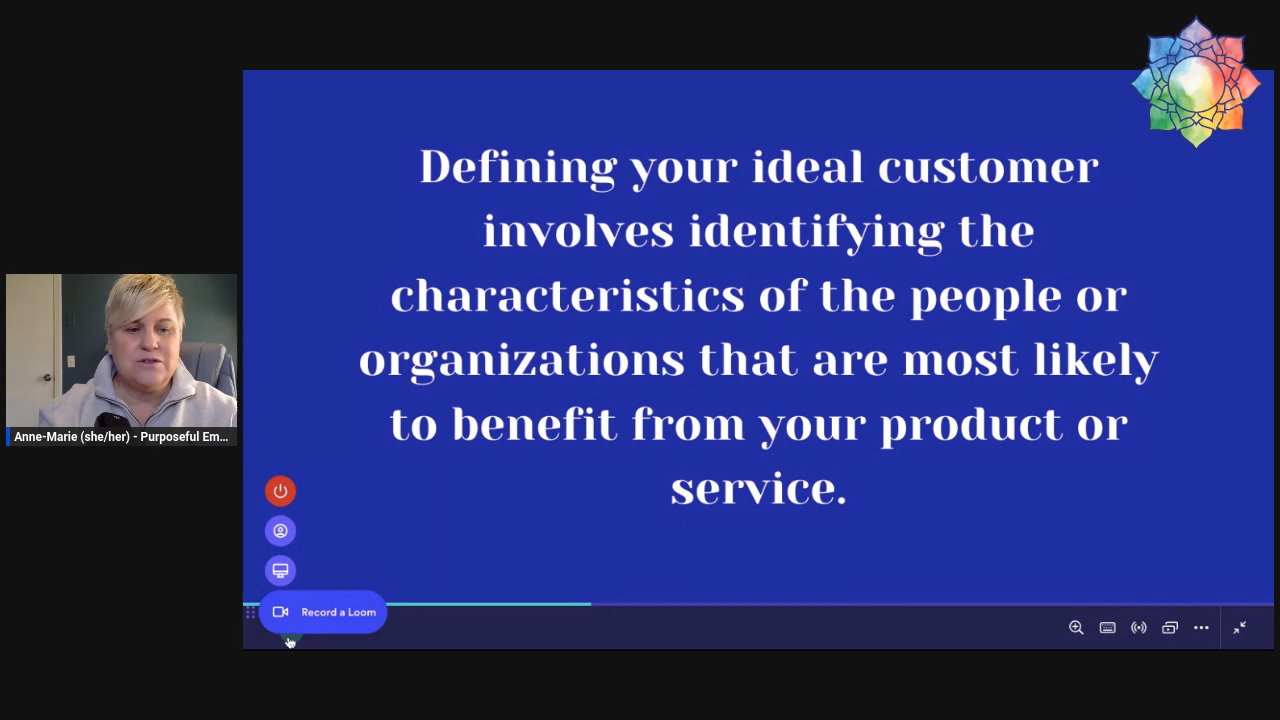 Defining your ideal customer
involves identifying the
characteristics of the people or
organizations that are most likely
to benefit from your product or
service.
Anne-Marie (she/her) - Purposeful Em...
Record a Loom